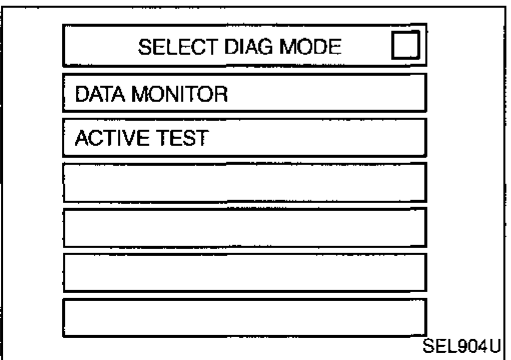 SELECT DIAG MODE
DATA MONITOR
ACTIVE TEST
SEL904U